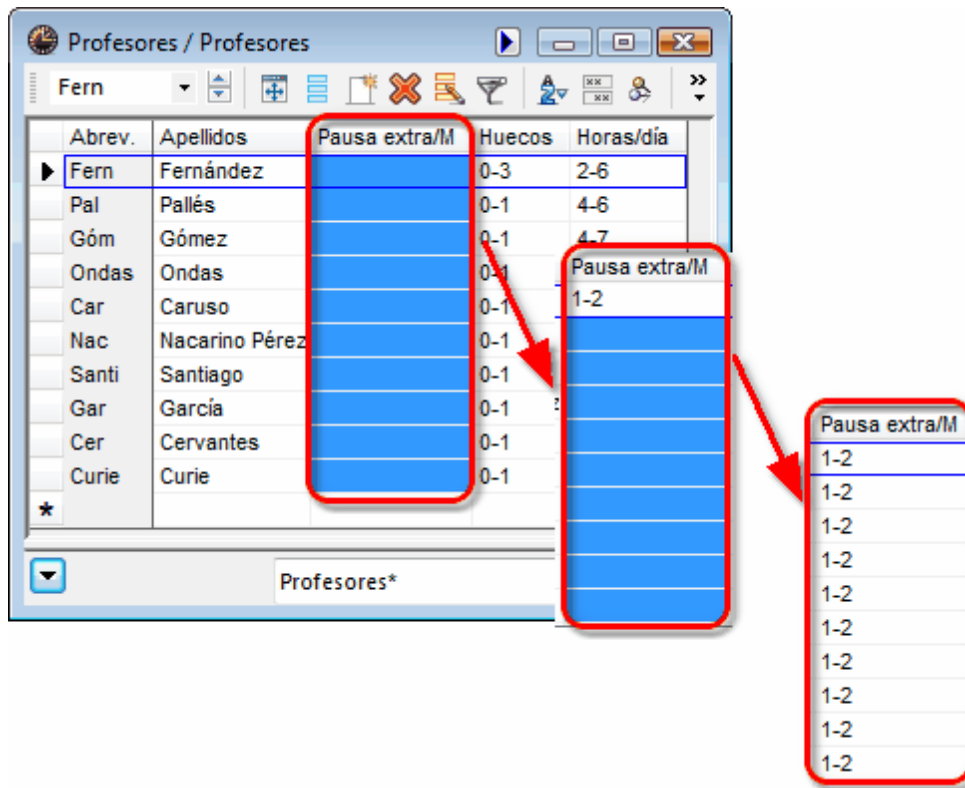 Profesores / Profesores
Fern
Abrev. Apellidos Pausa extra/M Huecos Horas/día
Fern Fernández 0-3 2-6
Pal Pallés 0-1 4-6
Góm Gómez 0-1 4-7
Ondas Ondas 0-1
Car Caruso 0-1
Nac Nacarino Pérez 0-1
Santi Santiago 0-1
Gar García 0-1
Cer Cervantes 0-1
Curie Curie 0-1
*
Profesores*
Pausa extra/M
1-2
Pausa extra/M
1-2
1-2
1-2
1-2
1-2
1-2
1-2
1-2
1-2
1-2